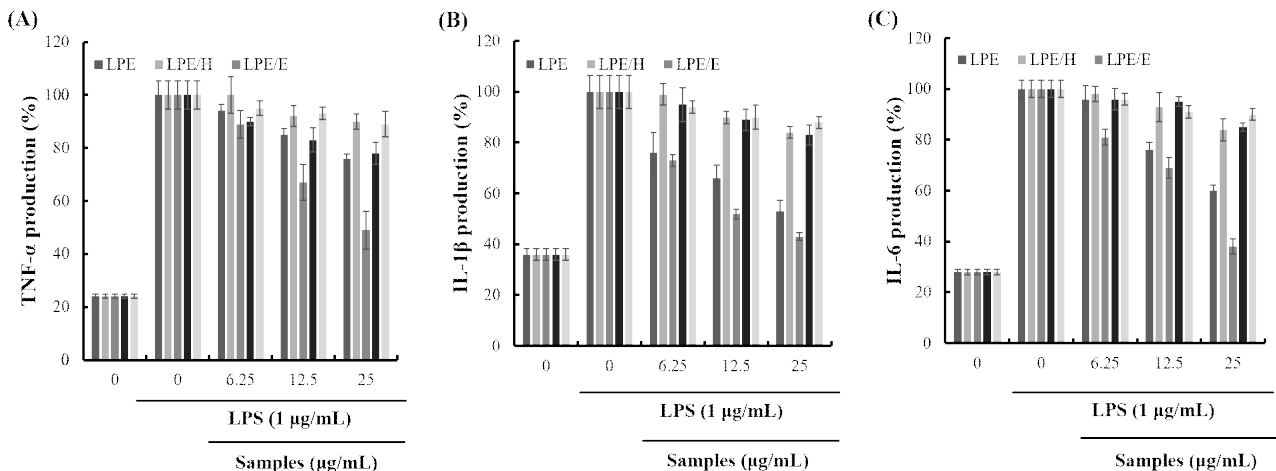 (A)
TNF-α production (%)
120
100
80
60
40
20
0
LPE LPE/H LPE/E
0 0 6.25 12.5 25
LPS (1 µg/mL)
Samples (µg/mL)
(B)
IL-1β production (%)
120
100
80
60
40
20
0
LPE LPE/H LPE/E
0 0 6.25 12.5 25
LPS (1 µg/mL)
Samples (µg/mL)
(C)
IL-6 production (%)
120
100
80
60
40
20
0
LPE LPE/H LPE/E
0 0 6.25 12.5 25
LPS (1 µg/mL)
Samples (µg/mL)